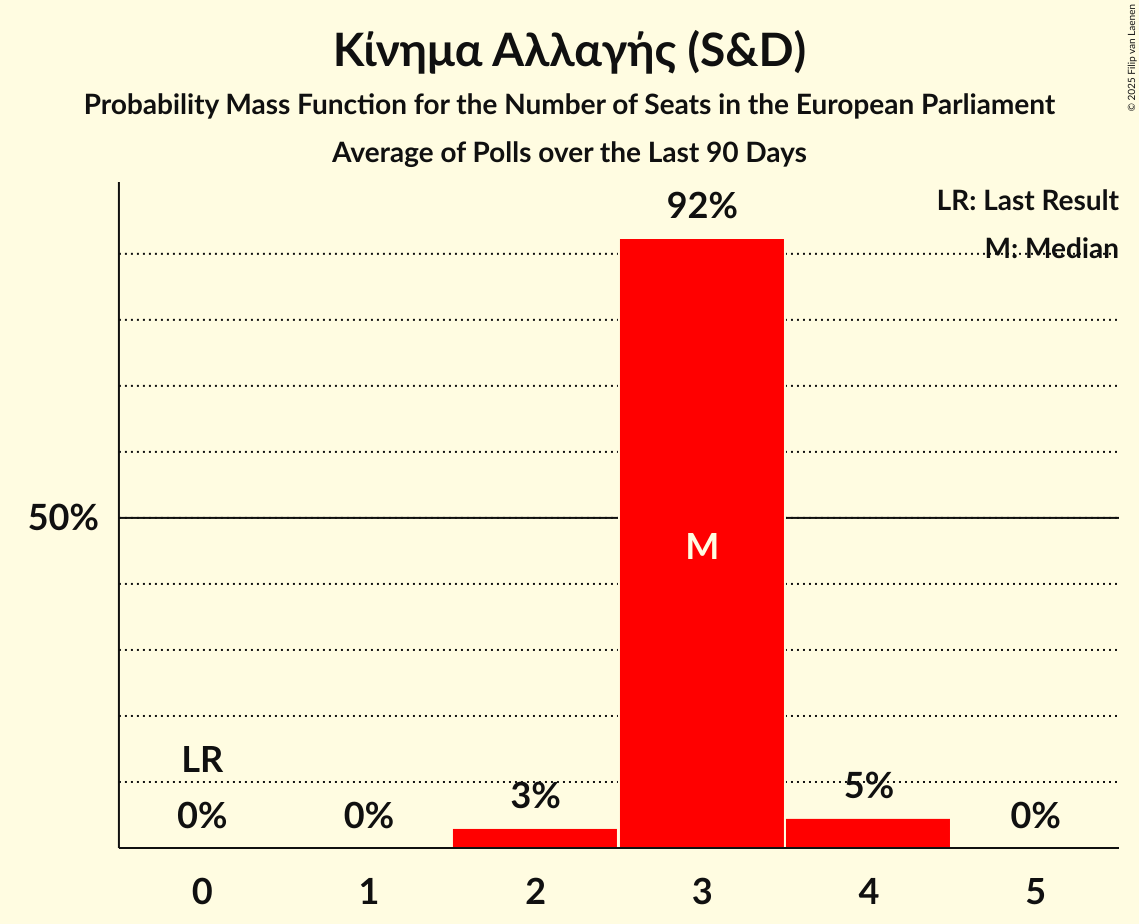 Κίνημα Αλλαγής (S&D)
Probability Mass Function for the Number of Seats in the European Parliament
Average of Polls over the Last 90 Days
© 2025 Filip van Laenen
LR: Last Result
M: Median
92%
50%
M
LR
0%
0%
3%
5%
0%
0
1
2
3
4
5